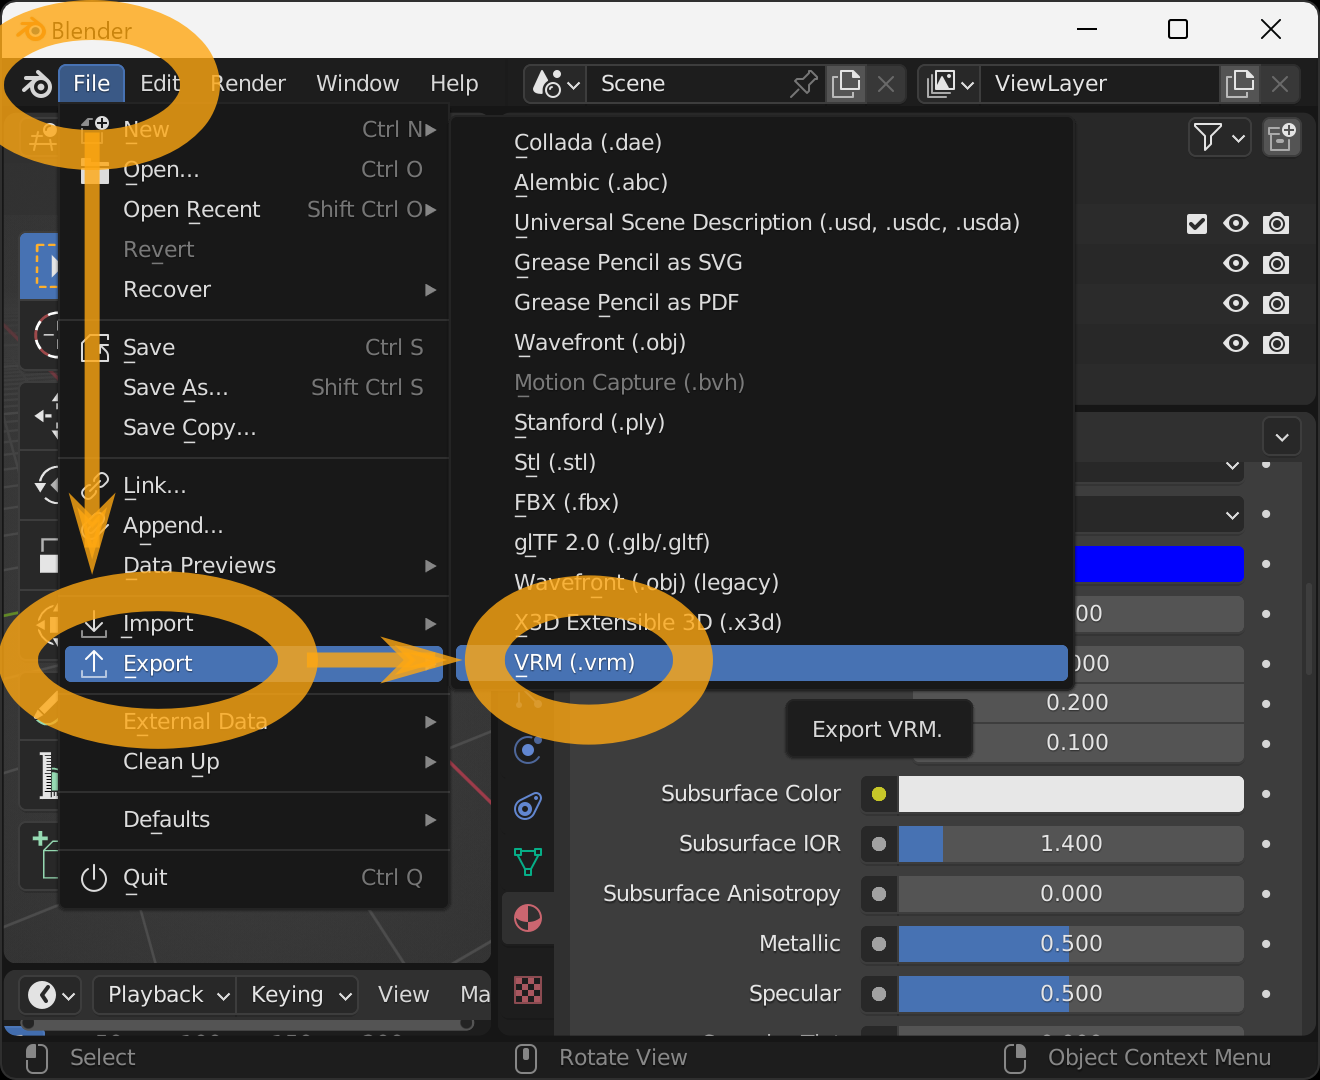 Blender
File Edit Render Window Help Scene ViewLayer
New Ctrl N
Open... Ctrl O
Open Recent Shift Ctrl O
Revert
Recover
Save Ctrl S
Save As... Shift Ctrl S
Save Copy...
Link...
Append...
Data Previews
Import
Export
External Data
Clean Up
Defaults
Quit Ctrl Q
Collada (.dae)
Alembic (.abc)
Universal Scene Description (.usd, .usdc, .usda)
Grease Pencil as SVG
Grease Pencil as PDF
Wavefront (.obj)
Motion Capture (.bvh)
Stanford (.ply)
Stl (.stl)
FBX (.fbx)
glTF 2.0 (.glb/.gltf)
Wavefront (.obj) (legacy)
X3D Extensible 3D (.x3d)
VRM (.vrm)
Export VRM.
0.200
0.100
Subsurface Color
Subsurface IOR 1.400
Subsurface Anisotropy 0.000
Metallic 0.500
Specular 0.500
Playback Keying View Ma
Select Rotate View Object Context Menu